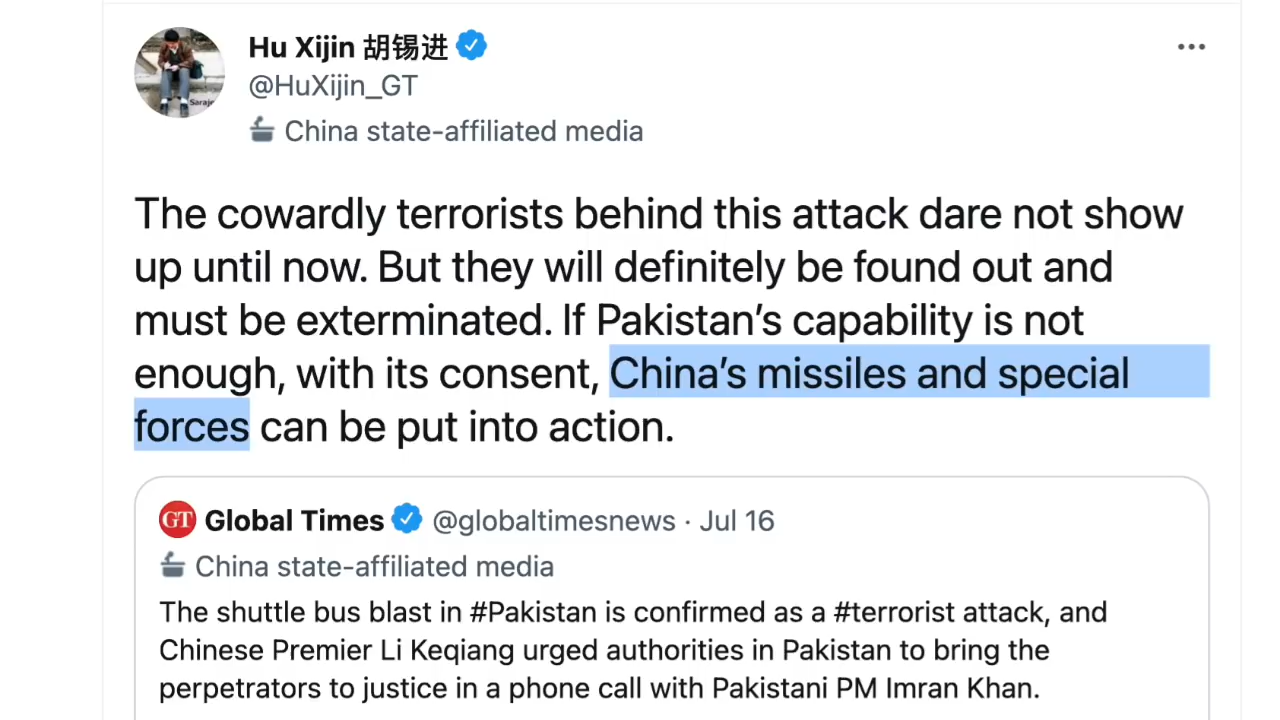 Hu Xijin 胡锡进
@HuXijin_GT
China state-affiliated media
The cowardly terrorists behind this attack dare not show
up until now. But they will definitely be found out and
must be exterminated. If Pakistan’s capability is not
enough, with its consent, China’s missiles and special
forces can be put into action.
GT Global Times @globaltimesnews · Jul 16
China state-affiliated media
The shuttle bus blast in #Pakistan is confirmed as a #terrorist attack, and
Chinese Premier Li Keqiang urged authorities in Pakistan to bring the
perpetrators to justice in a phone call with Pakistani PM Imran Khan.